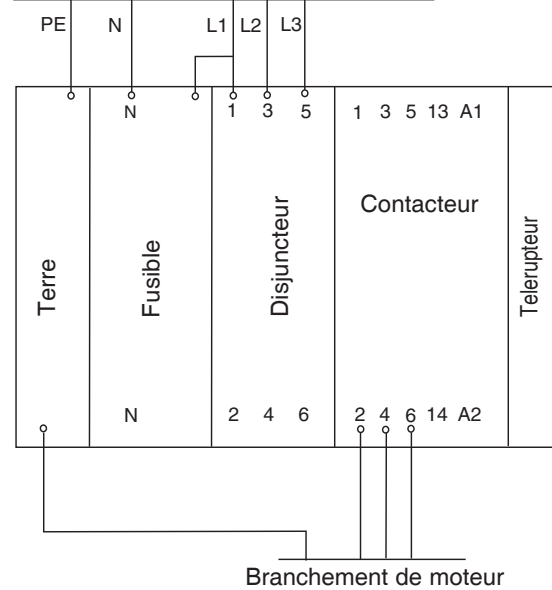 PE N L1 L2 L3
N 1 3 5 1 3 5 13 A1
Contacteur
Terre
Fusible
Disjuncteur
Telerupteur
N 2 4 6 2 4 6 14 A2
Branchement de moteur